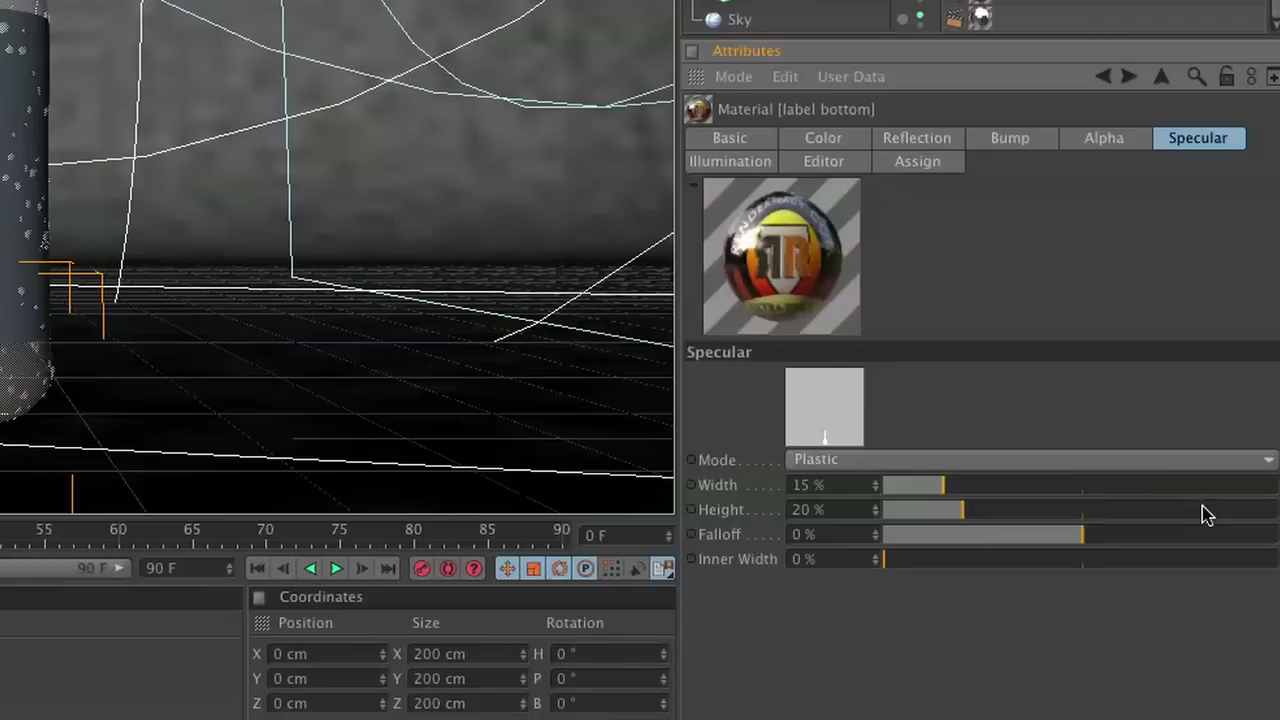 Sky
Attributes
Mode Edit User Data
Material [label bottom]
Basic Color Reflection Bump Alpha Specular
Illumination Editor Assign
Specular
Mode . . . . . . Plastic
Width . . . . . 15 %
Height . . . . . 20 %
Falloff . . . . . 0 %
Inner Width 0 %
55 60 65 70 75 80 85 90 0 F
90 F 90 F
Coordinates
Position Size Rotation
X 0 cm X 200 cm H 0 °
Y 0 cm Y 200 cm P 0 °
Z 0 cm Z 200 cm B 0 °